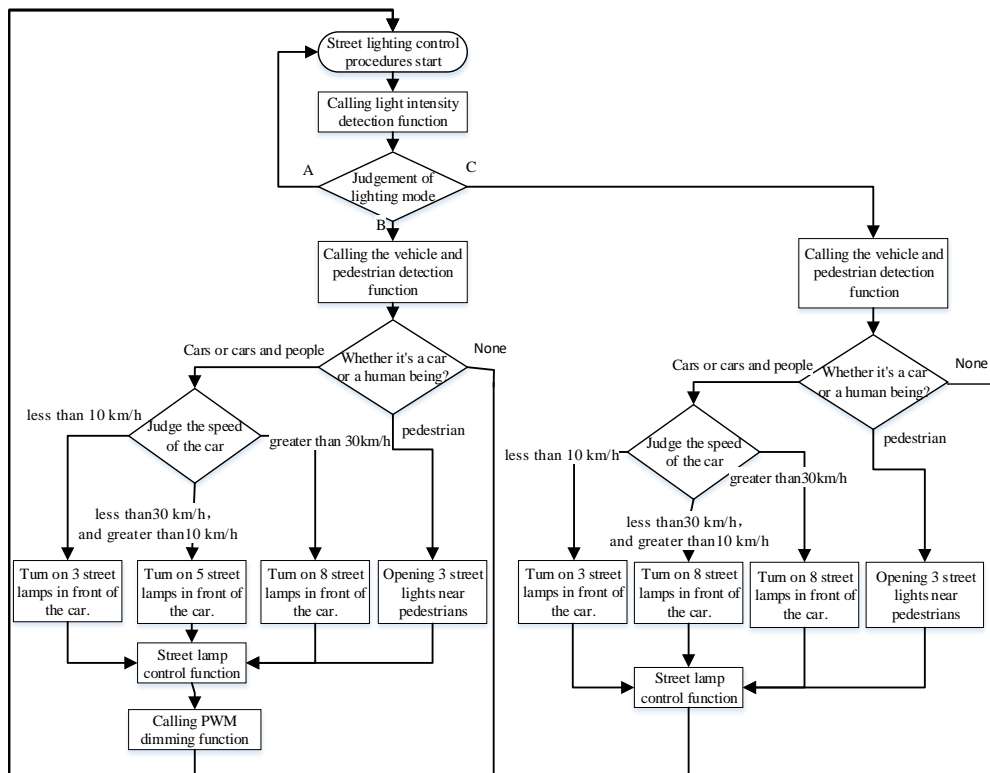 Street lighting control
procedures start
Calling light intensity
detection function
A
C
Judgement of
lighting mode
B
Calling the vehicle and
pedestrian detection
function
Cars or cars and people
Whether it's a car
or a human being?
None
less than 10 km/h
Judge the speed
of the car
greater than 30km/h
pedestrian
less than30 km/h,
and greater than10 km/h
Turn on 3 street
lamps in front of
the car.
Turn on 5 street
lamps in front of
the car.
Turn on 8 street
lamps in front of
the car.
Opening 3 street
lights near
pedestrians
Street lamp
control function
Calling PWM
dimming function
Calling the vehicle and
pedestrian detection
function
Cars or cars and people
Whether it's a car
or a human being?
None
less than 10 km/h
Judge the speed
of the car
greater than30km/h
pedestrian
less than30 km/h,
and greater than10 km/h
Turn on 3 street
lamps in front of
the car.
Turn on 8 street
lamps in front of
the car.
Turn on 8 street
lamps in front of
the car.
Opening 3 street
lights near
pedestrians
Street lamp
control function